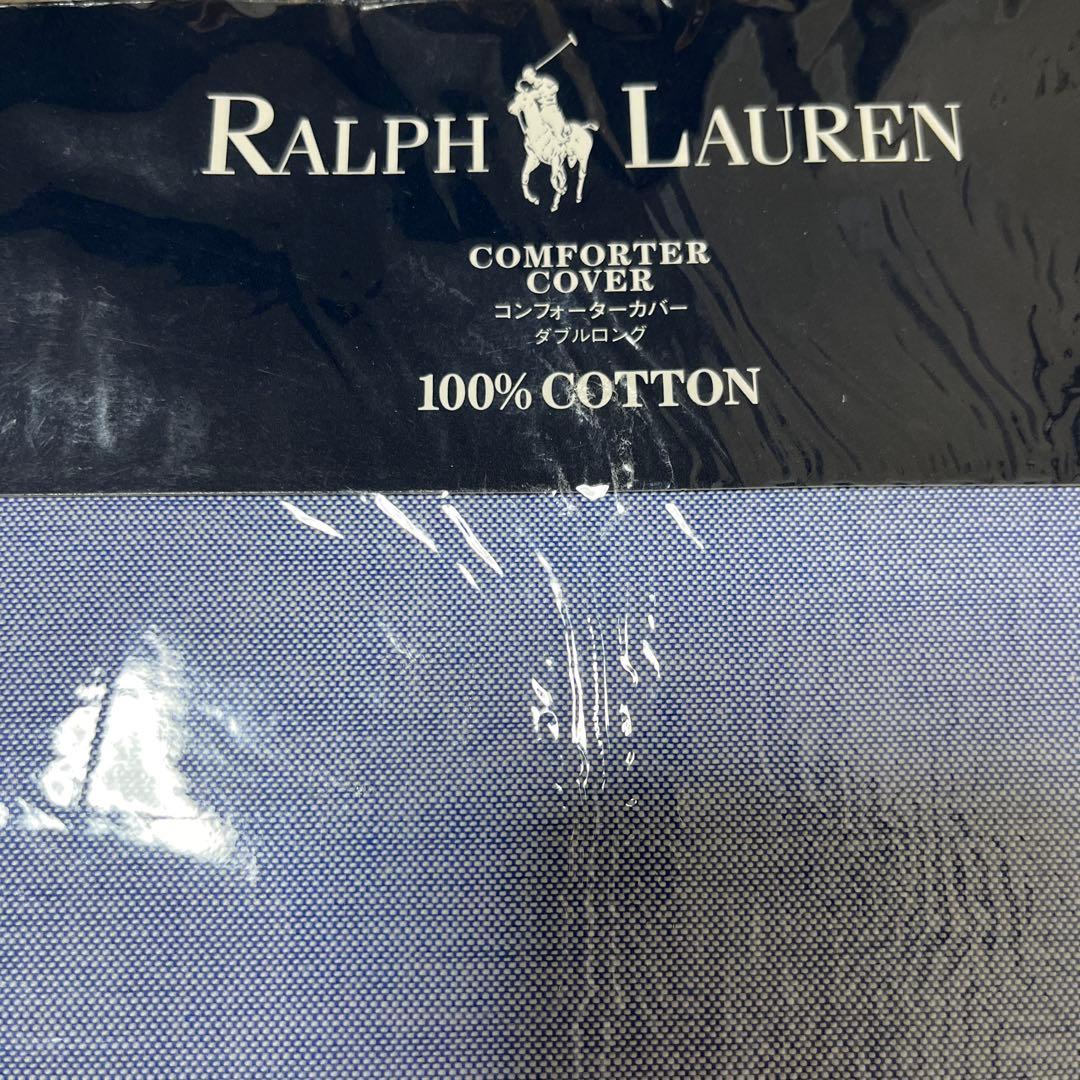 RALPH LAUREN
COMFORTER
COVER
コンフォーターカバー
ダブルロング
100% COTTON